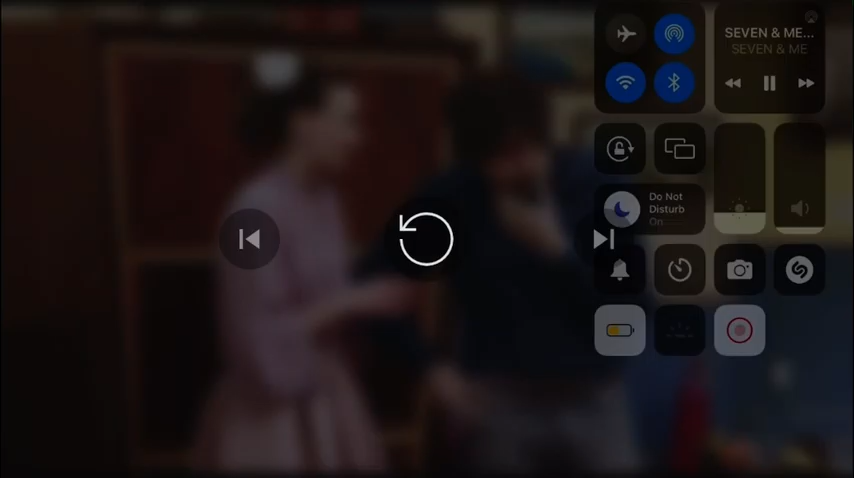 SEVEN & ME...
SEVEN & ME
Do Not
Disturb
On